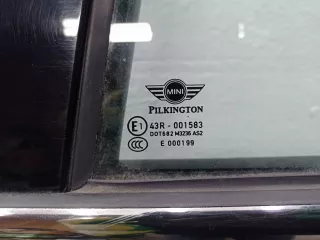 MINI
PILKINGTON
E1 43R - 001583
DOT682 M3236 AS2
CCC E 000199